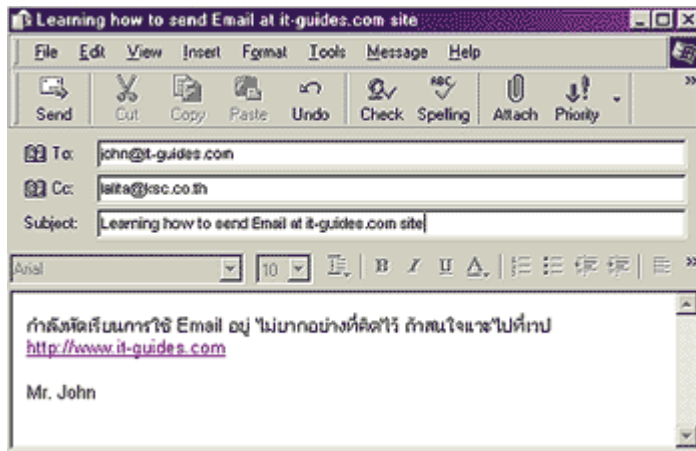 Learning how to send Email at it-guides.com site
File Edit View Insert Format Tools Message Help
Send Cut Copy Paste Undo Check Spelling Attach Priority
To: john@it-guides.com
Cc: lalita@ksc.co.th
Subject: Learning how to send Email at it-guides.com site
Arial 10 B I U A
กำลังหัดเรียนการใช้ Email อยู่ ไม่ยากอย่างที่คิดไว้ ถ้าสนใจแวะไปที่เวป
http://www.it-guides.com
Mr. John